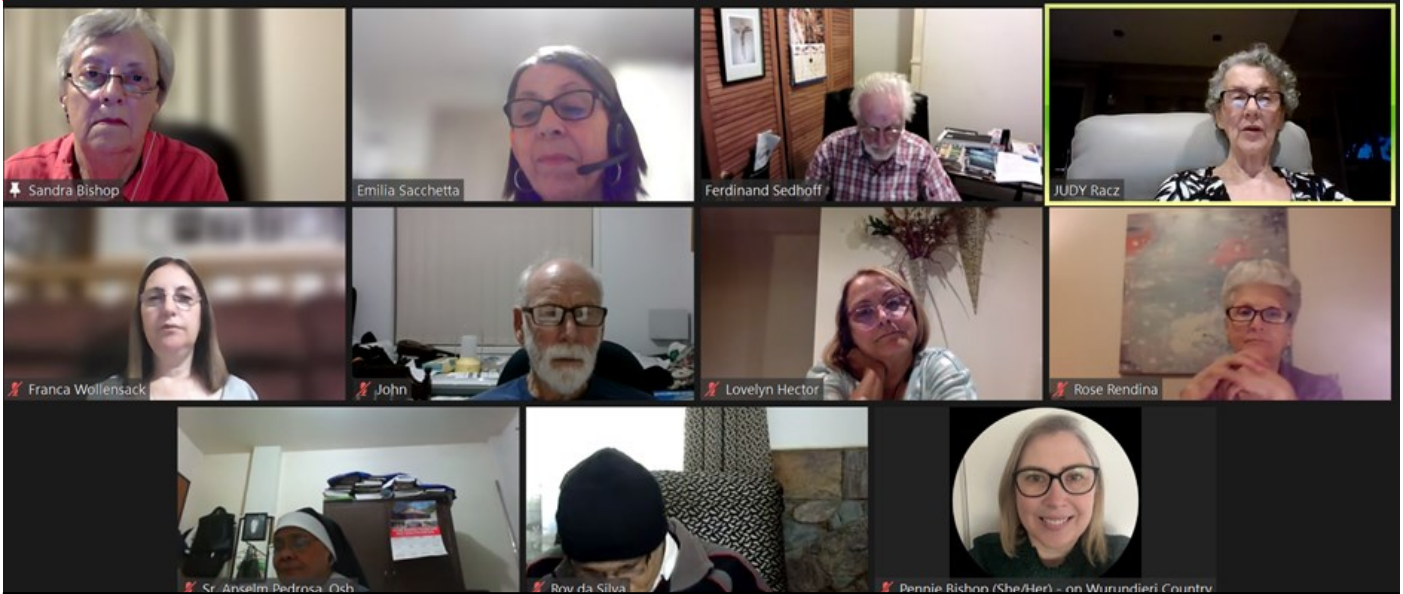 Sandra Bishop
Emilia Sacchetta
Ferdinand Sedhoff
JUDY Racz
Franca Wollensack
John
Lovelyn Hector
Rose Rendina
Sr. Anselm Pedrosa, Osb
Roy da Silva
Pennie Bishop (She/Her) - on Wurundjeri Country